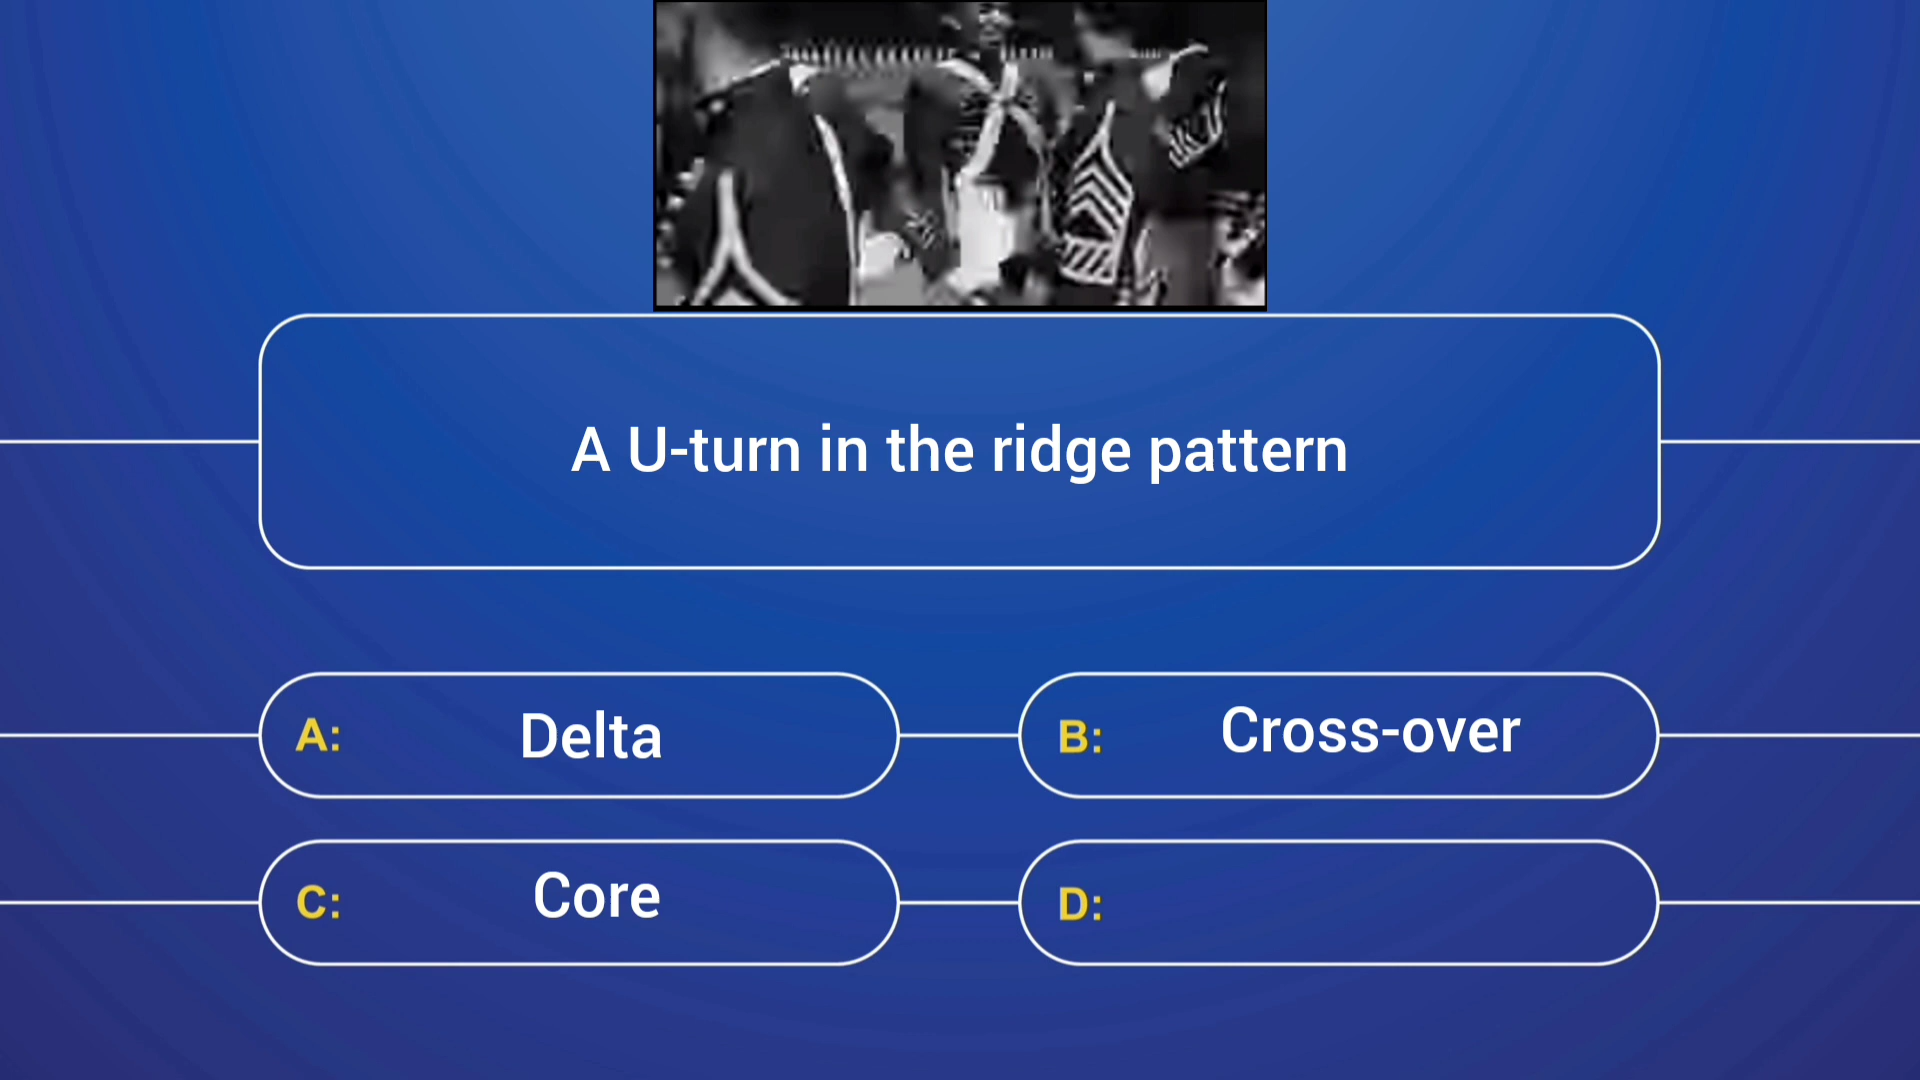 A U-turn in the ridge pattern
A: Delta
B: Cross-over
C: Core
D: